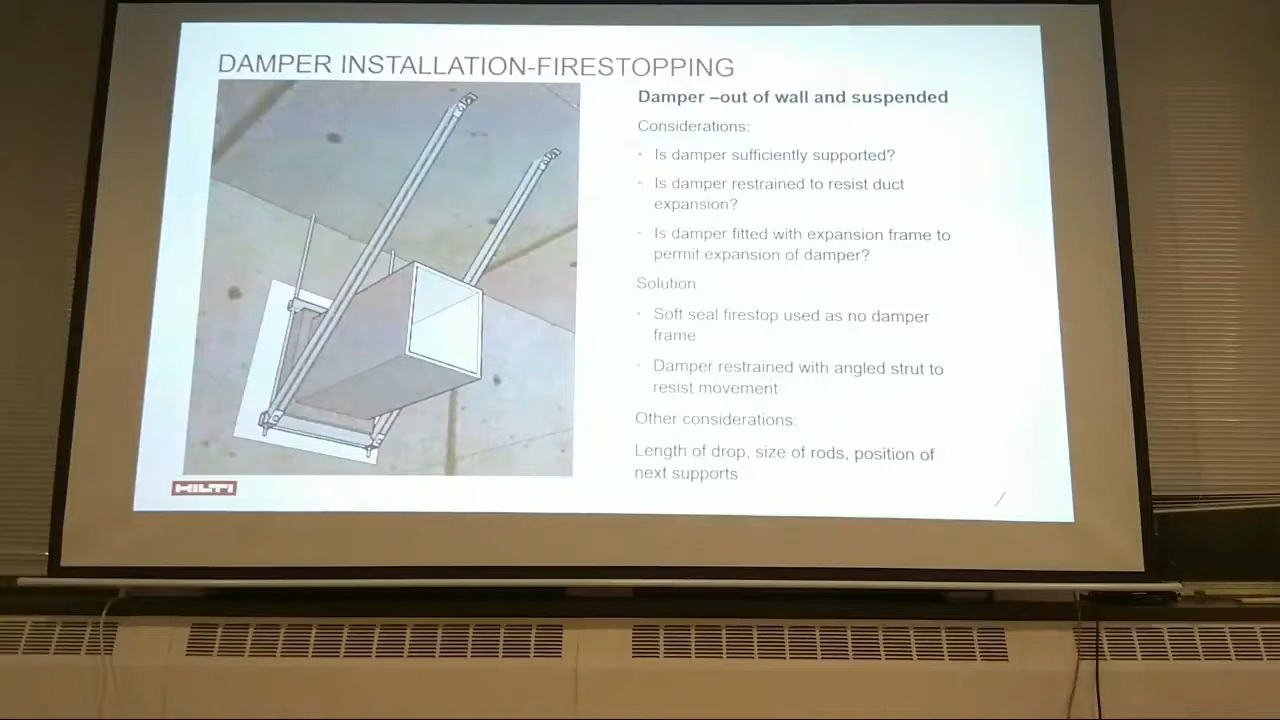 DAMPER INSTALLATION-FIRESTOPPING
Damper –out of wall and suspended
Considerations:
Is damper sufficiently supported?
Is damper restrained to resist duct
expansion?
Is damper fitted with expansion frame to
permit expansion of damper?
Solution
Soft seal firestop used as no damper
frame
Damper restrained with angled strut to
resist movement
Other considerations:
Length of drop, size of rods, position of
next supports
HILTI